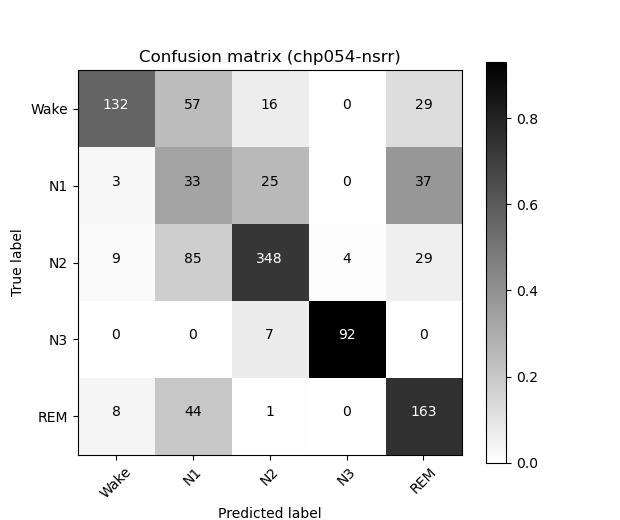 Confusion matrix (chp054-nsrr)
True label
Wake 132 57 16 0 29
N1 3 33 25 0 37
N2 9 85 348 4 29
N3 0 0 7 92 0
REM 8 44 1 0 163
Wake N1 N2 N3 REM
Predicted label
0.8
0.6
0.4
0.2
0.0